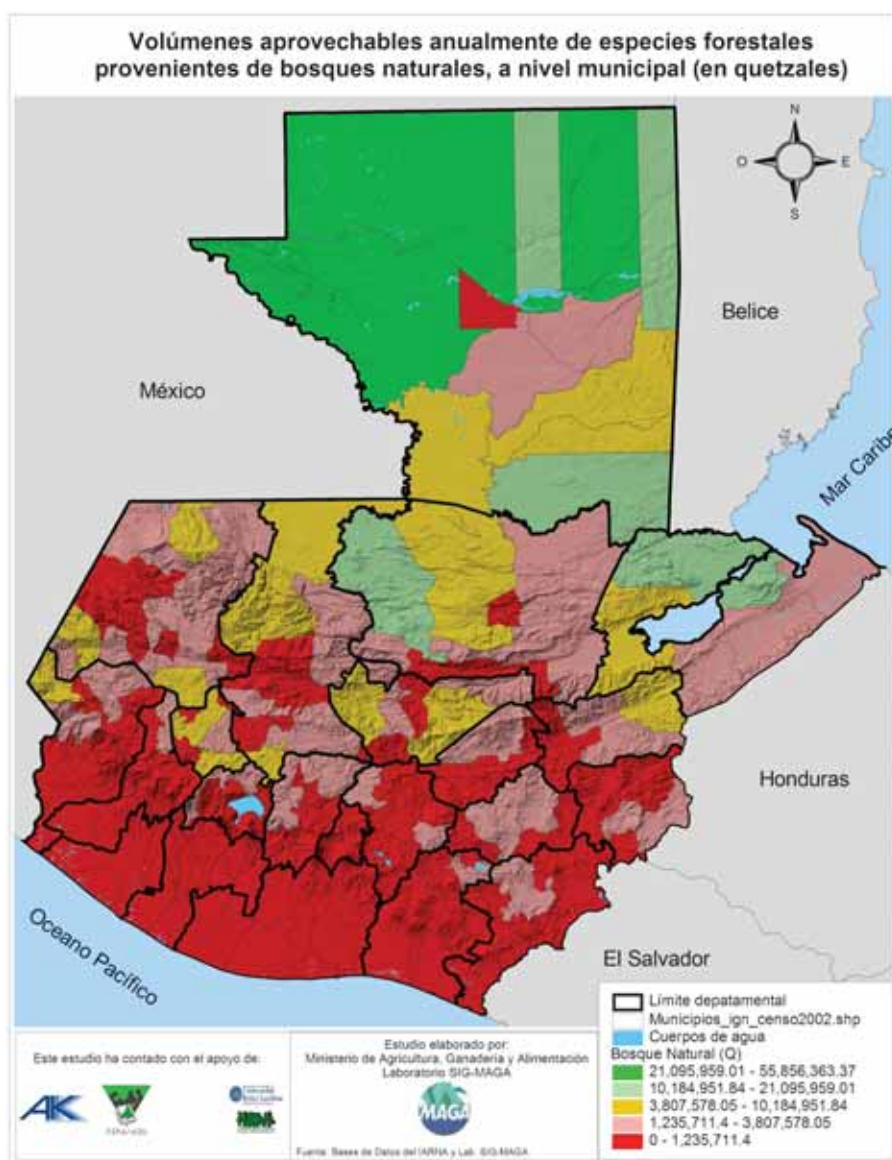 Volúmenes aprovechables anualmente de especies forestales
provenientes de bosques naturales, a nivel municipal (en quetzales)
N
O
E
S
Belice
México
Mar Caribe
Honduras
El Salvador
Oceano Pacífico
Límite depatamental
Municipios_ign_censo2002.shp
Cuerpos de agua
Bosque Natural (Q)
21,095,959.01 - 55,856,363.37
10,184,951.84 - 21,095,959.01
3,807,578.05 - 10,184,951.84
1,235,711.4 - 3,807,578.05
0 - 1,235,711.4
Este estudio ha contado con el apoyo de:
Estudio elaborado por:
Ministerio de Agricultura, Ganadería y Alimentación
Laboratorio SIG-MAGA
MAGA
Fuente: Bases de Datos del IARNA y Lab. SIG-MAGA